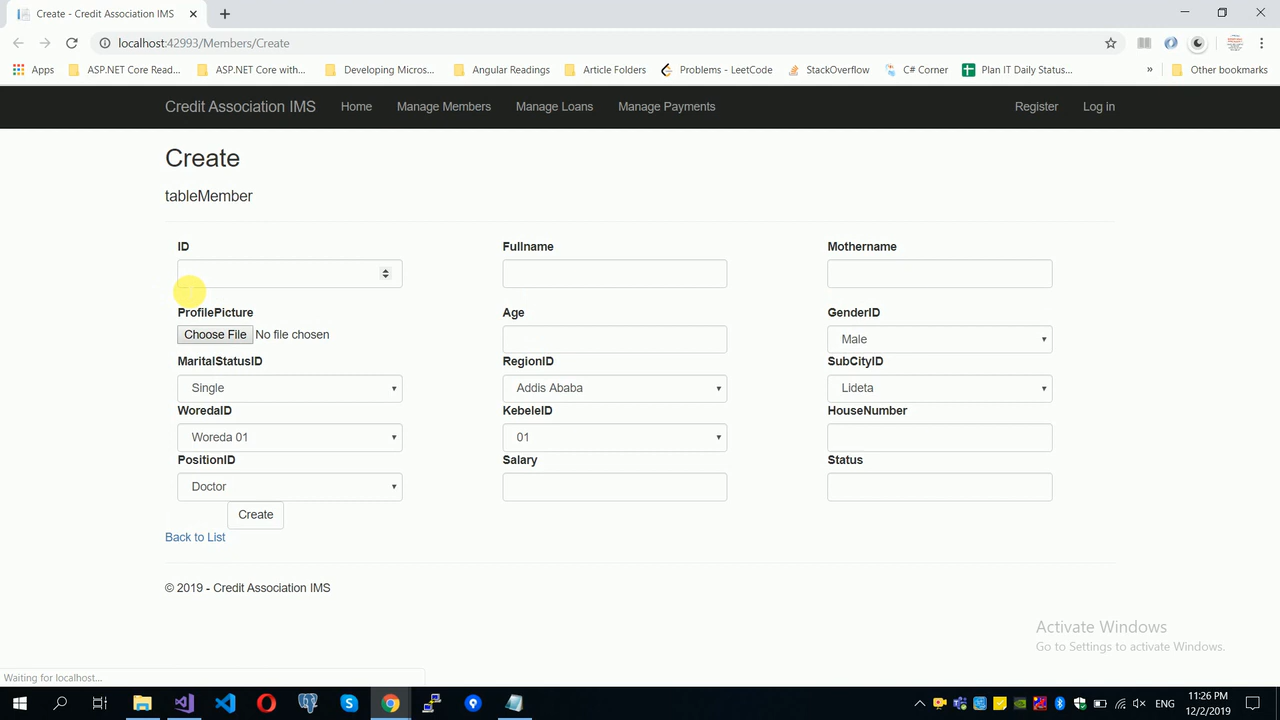 Create - Credit Association IMS
localhost:42993/Members/Create
Apps ASP.NET Core Read... ASP.NET Core with... Developing Micros... Angular Readings Article Folders Problems - LeetCode StackOverflow C# Corner Plan IT Daily Status... » Other bookmarks
Credit Association IMS Home Manage Members Manage Loans Manage Payments Register Log in
Create
tableMember
ID Fullname Mothername
ProfilePicture Age GenderID
Choose File No file chosen Male
MaritalStatusID RegionID SubCityID
Single Addis Ababa Lideta
WoredaID KebeleID HouseNumber
Woreda 01 01
PositionID Salary Status
Doctor
Create
Back to List
© 2019 - Credit Association IMS
Activate Windows
Go to Settings to activate Windows.
Waiting for localhost...
ENG 11:26 PM
12/2/2019